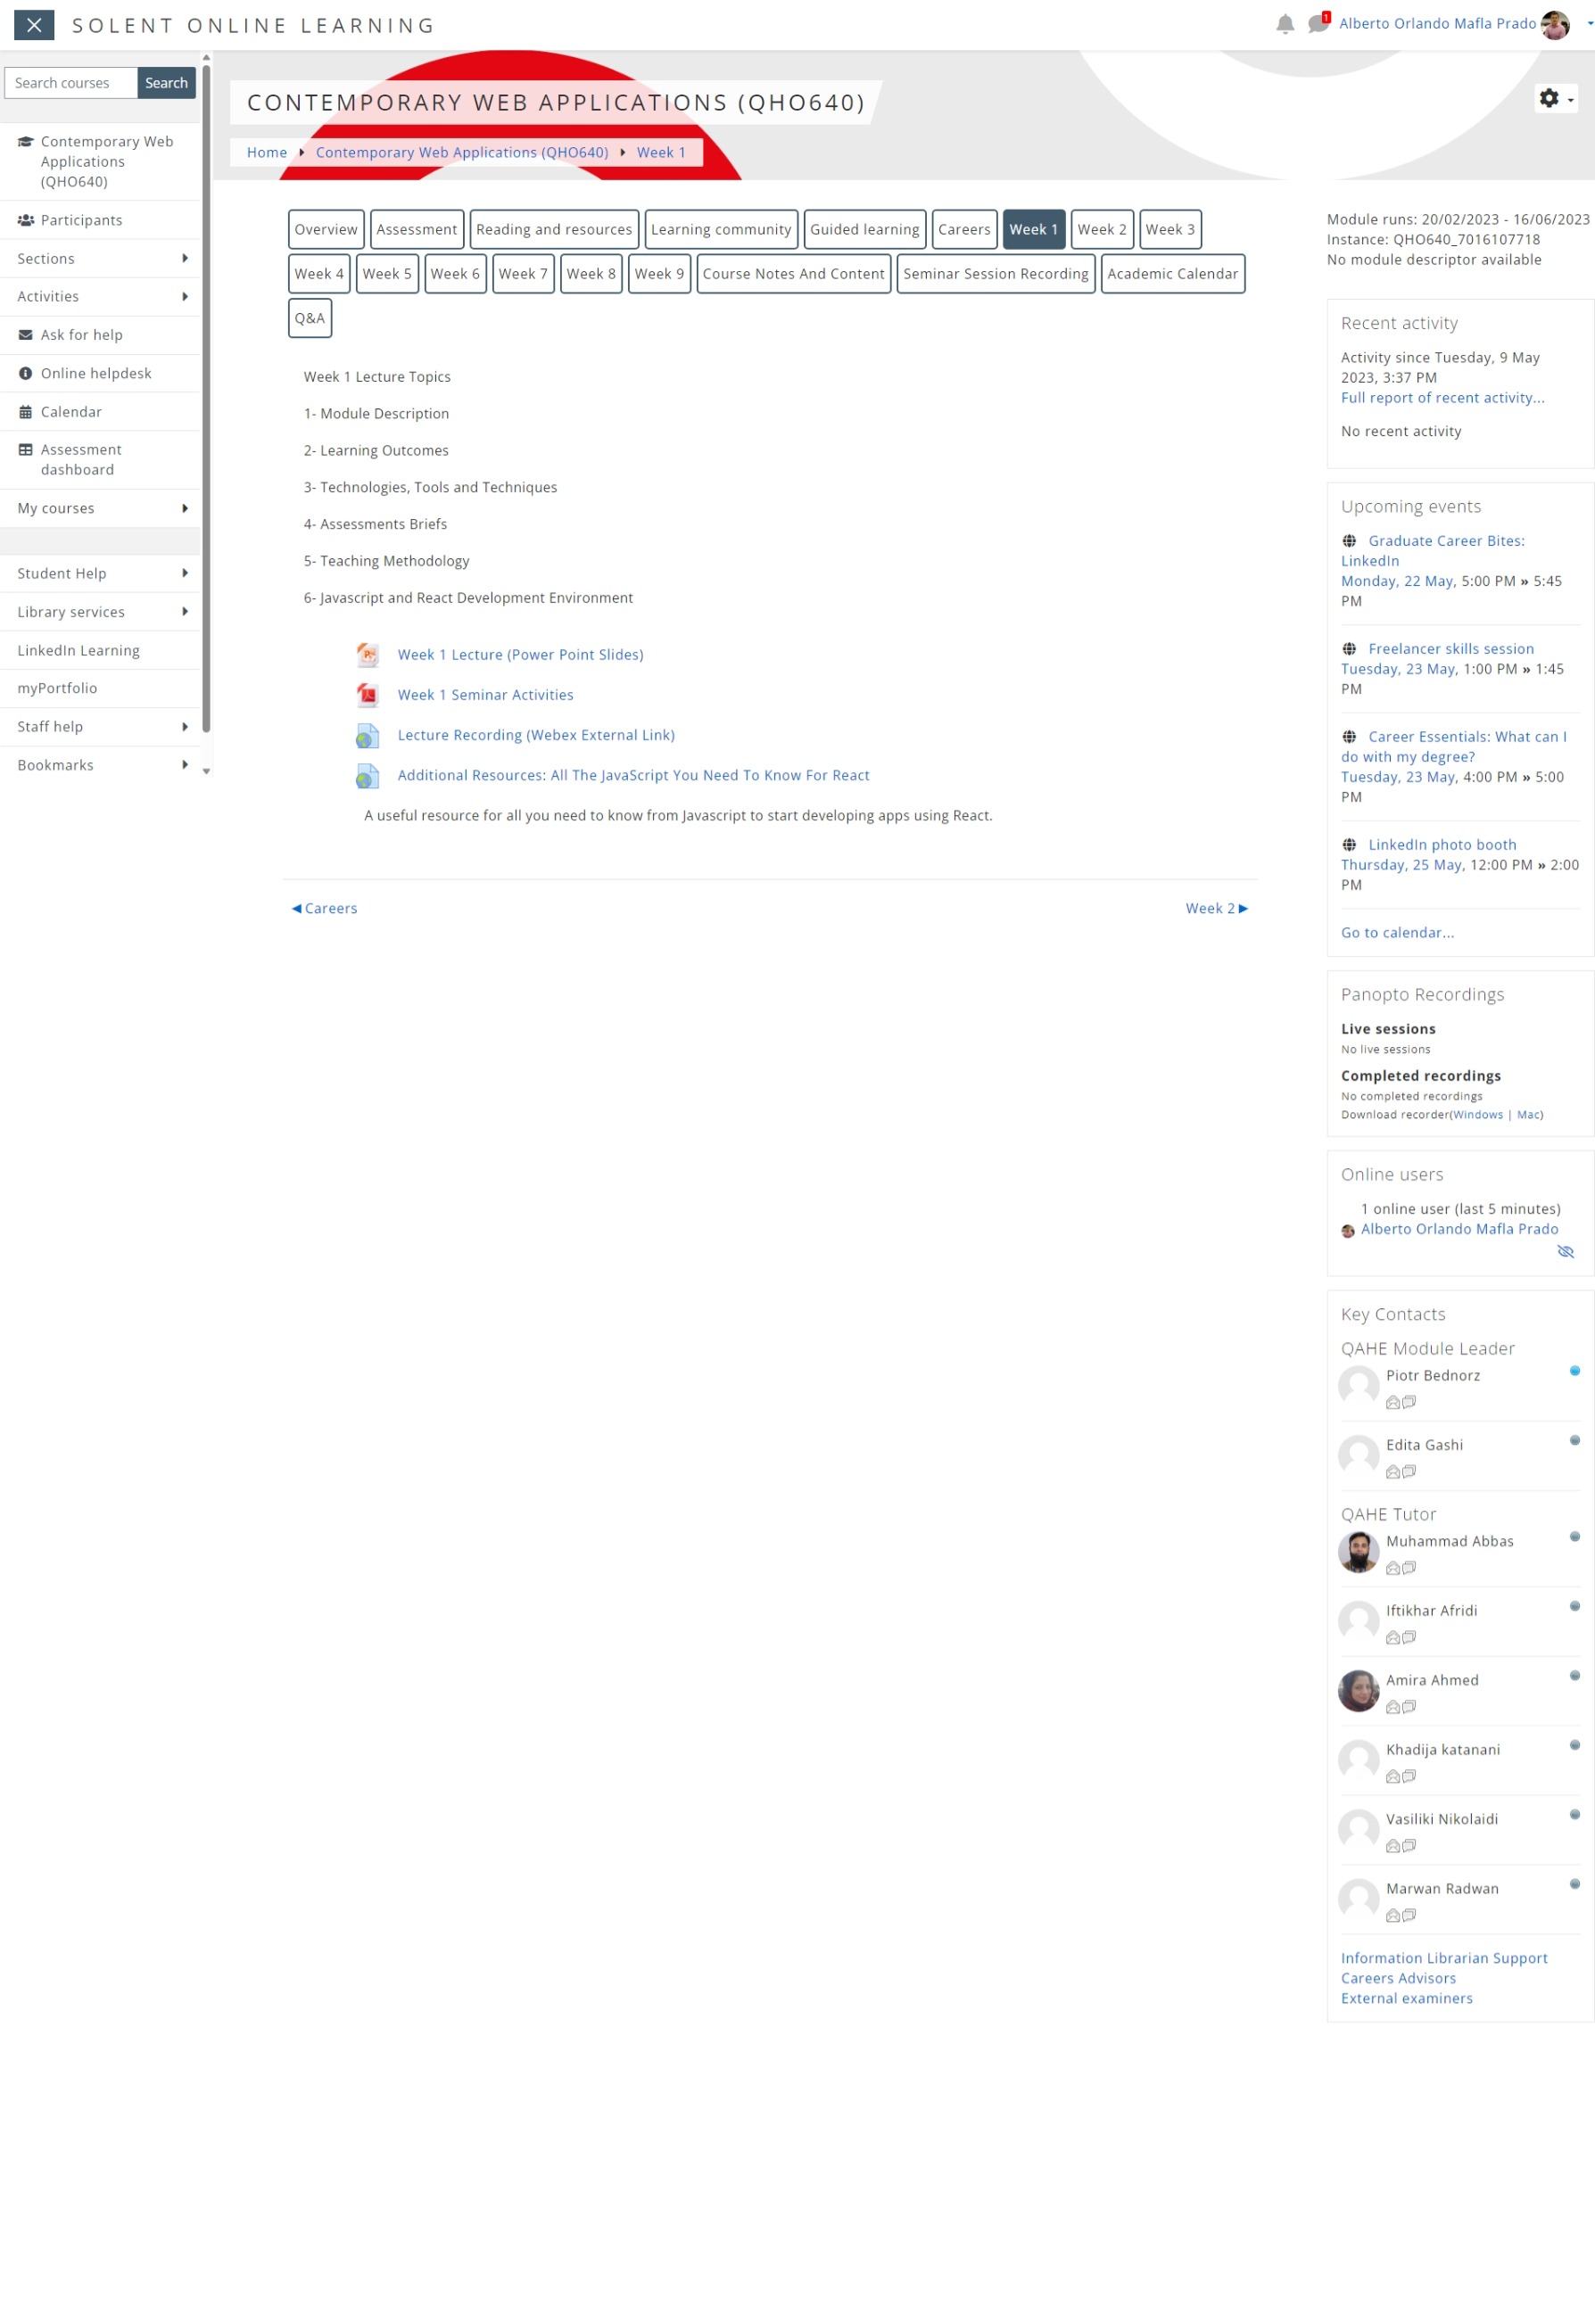 SOLENT ONLINE LEARNING
1
Alberto Orlando Mafla Prado
Search courses
Search
Contemporary Web
Applications
(QHO640)
Participants
Sections
Activities
Ask for help
Online helpdesk
Calendar
Assessment
dashboard
My courses
Student Help
Library services
LinkedIn Learning
myPortfolio
Staff help
Bookmarks
CONTEMPORARY WEB APPLICATIONS (QHO640)
Home Contemporary Web Applications (QHO640) Week 1
Overview Assessment Reading and resources Learning community Guided learning Careers Week 1 Week 2 Week 3
Week 4 Week 5 Week 6 Week 7 Week 8 Week 9 Course Notes And Content Seminar Session Recording Academic Calendar
Q&A
Week 1 Lecture Topics
1- Module Description
2- Learning Outcomes
3- Technologies, Tools and Techniques
4- Assessments Briefs
5- Teaching Methodology
6- Javascript and React Development Environment
Week 1 Lecture (Power Point Slides)
Week 1 Seminar Activities
Lecture Recording (Webex External Link)
Additional Resources: All The JavaScript You Need To Know For React
A useful resource for all you need to know from Javascript to start developing apps using React.
◀ Careers
Week 2 ▶
Module runs: 20/02/2023 - 16/06/2023
Instance: QHO640_7016107718
No module descriptor available
Recent activity
Activity since Tuesday, 9 May
2023, 3:37 PM
Full report of recent activity...
No recent activity
Upcoming events
Graduate Career Bites:
LinkedIn
Monday, 22 May, 5:00 PM » 5:45
PM
Freelancer skills session
Tuesday, 23 May, 1:00 PM » 1:45
PM
Career Essentials: What can I
do with my degree?
Tuesday, 23 May, 4:00 PM » 5:00
PM
LinkedIn photo booth
Thursday, 25 May, 12:00 PM » 2:00
PM
Go to calendar...
Panopto Recordings
Live sessions
No live sessions
Completed recordings
No completed recordings
Download recorder(Windows | Mac)
Online users
1 online user (last 5 minutes)
Alberto Orlando Mafla Prado
Key Contacts
QAHE Module Leader
Piotr Bednorz
Edita Gashi
QAHE Tutor
Muhammad Abbas
Iftikhar Afridi
Amira Ahmed
Khadija katanani
Vasiliki Nikolaidi
Marwan Radwan
Information Librarian Support
Careers Advisors
External examiners